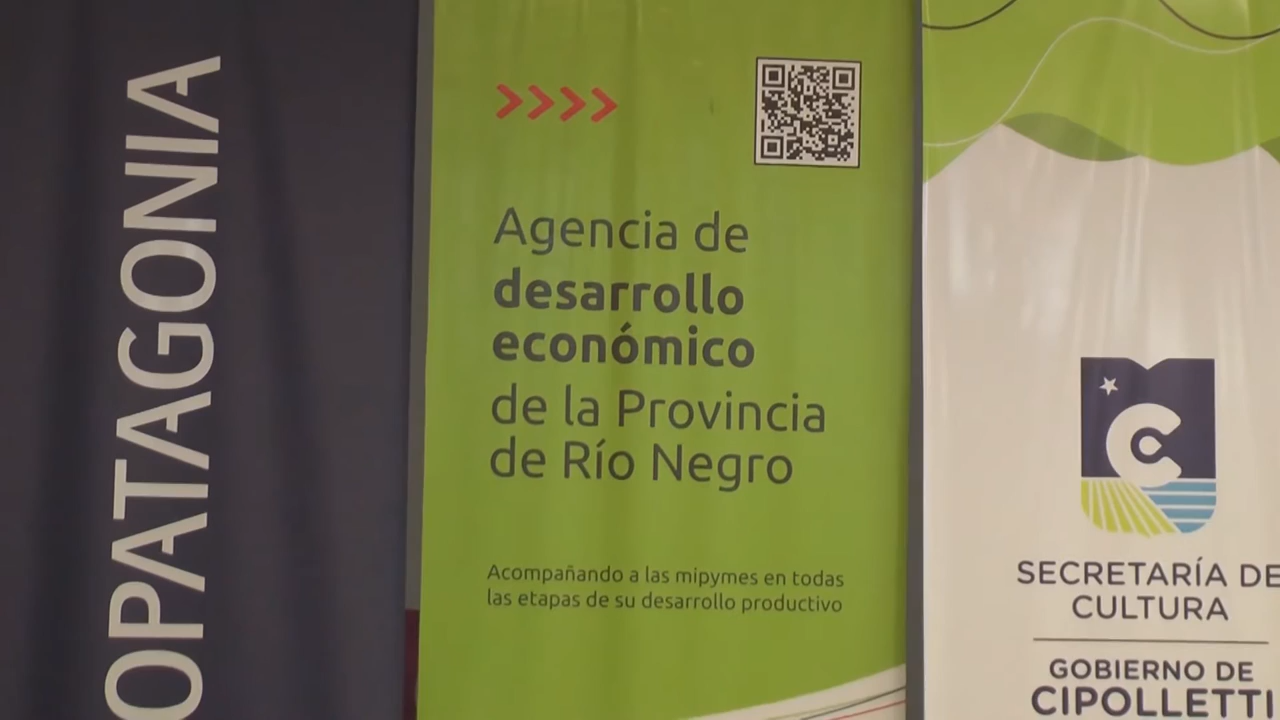 OPATAGONIA
Agencia de
desarrollo
económico
de la Provincia
de Río Negro
Acompañando a las mipymes en todas
las etapas de su desarrollo productivo
SECRETARÍA DE
CULTURA
GOBIERNO DE
CIPOLLETTI